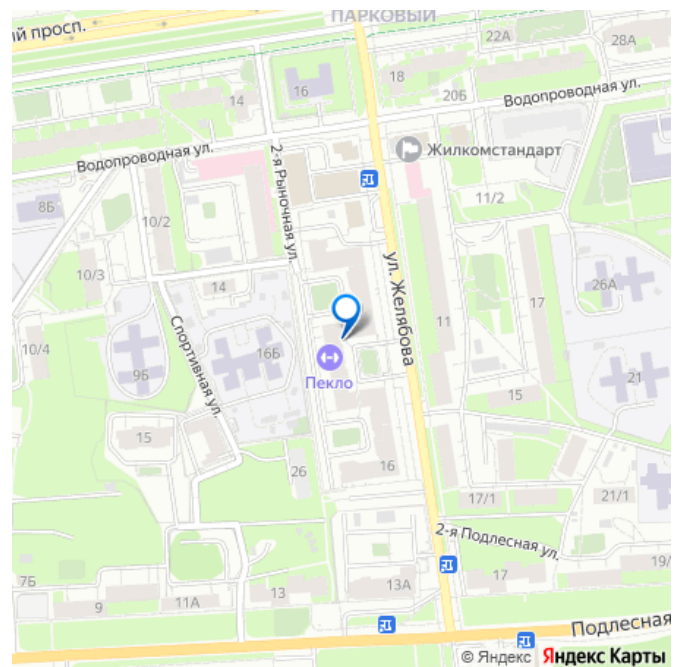 ПАРКОВЫЙ
ий просп.
22А
28А
18
16
14
20Б
Водопроводная ул.
Жилкомстандарт
Водопроводная ул.
2-я Рыночная ул.
8Б
10/2
11/2
ул. Желябова
10/3
14
26А
17
11
10/4
9Б
Спортивная ул.
16Б
Пекло
21
15
15
26
16
17/1
21/1
2-я Подлесная ул.
7Б
9
11А
13
13А
17
19/
Подлесная
© Яндекс Яндекс Карты